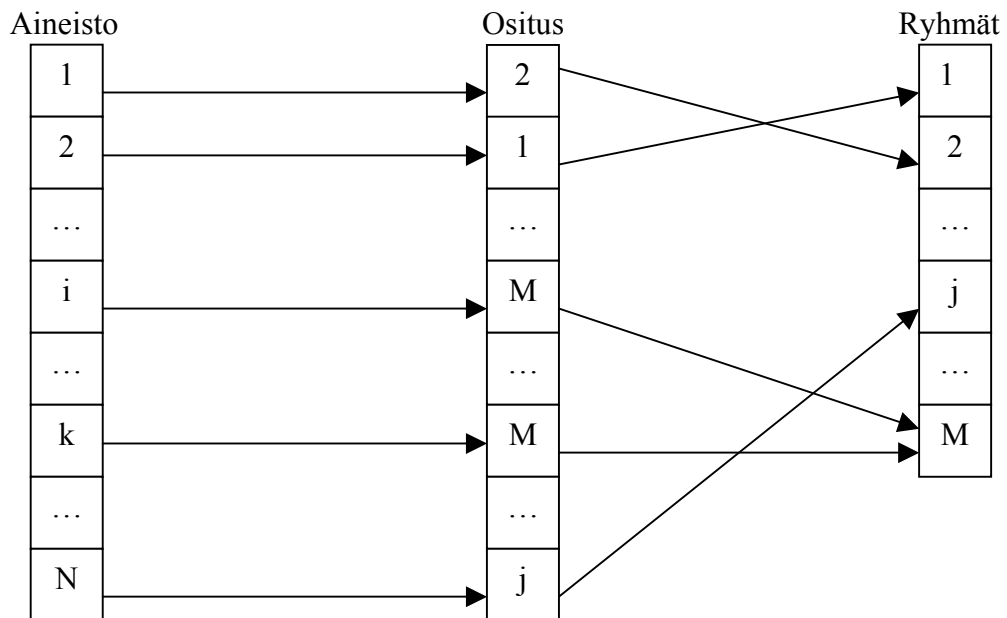 Aineisto Ositus Ryhmät
1 2 1
2 1 2
… … …
i M j
… … …
k M M
… …
N j